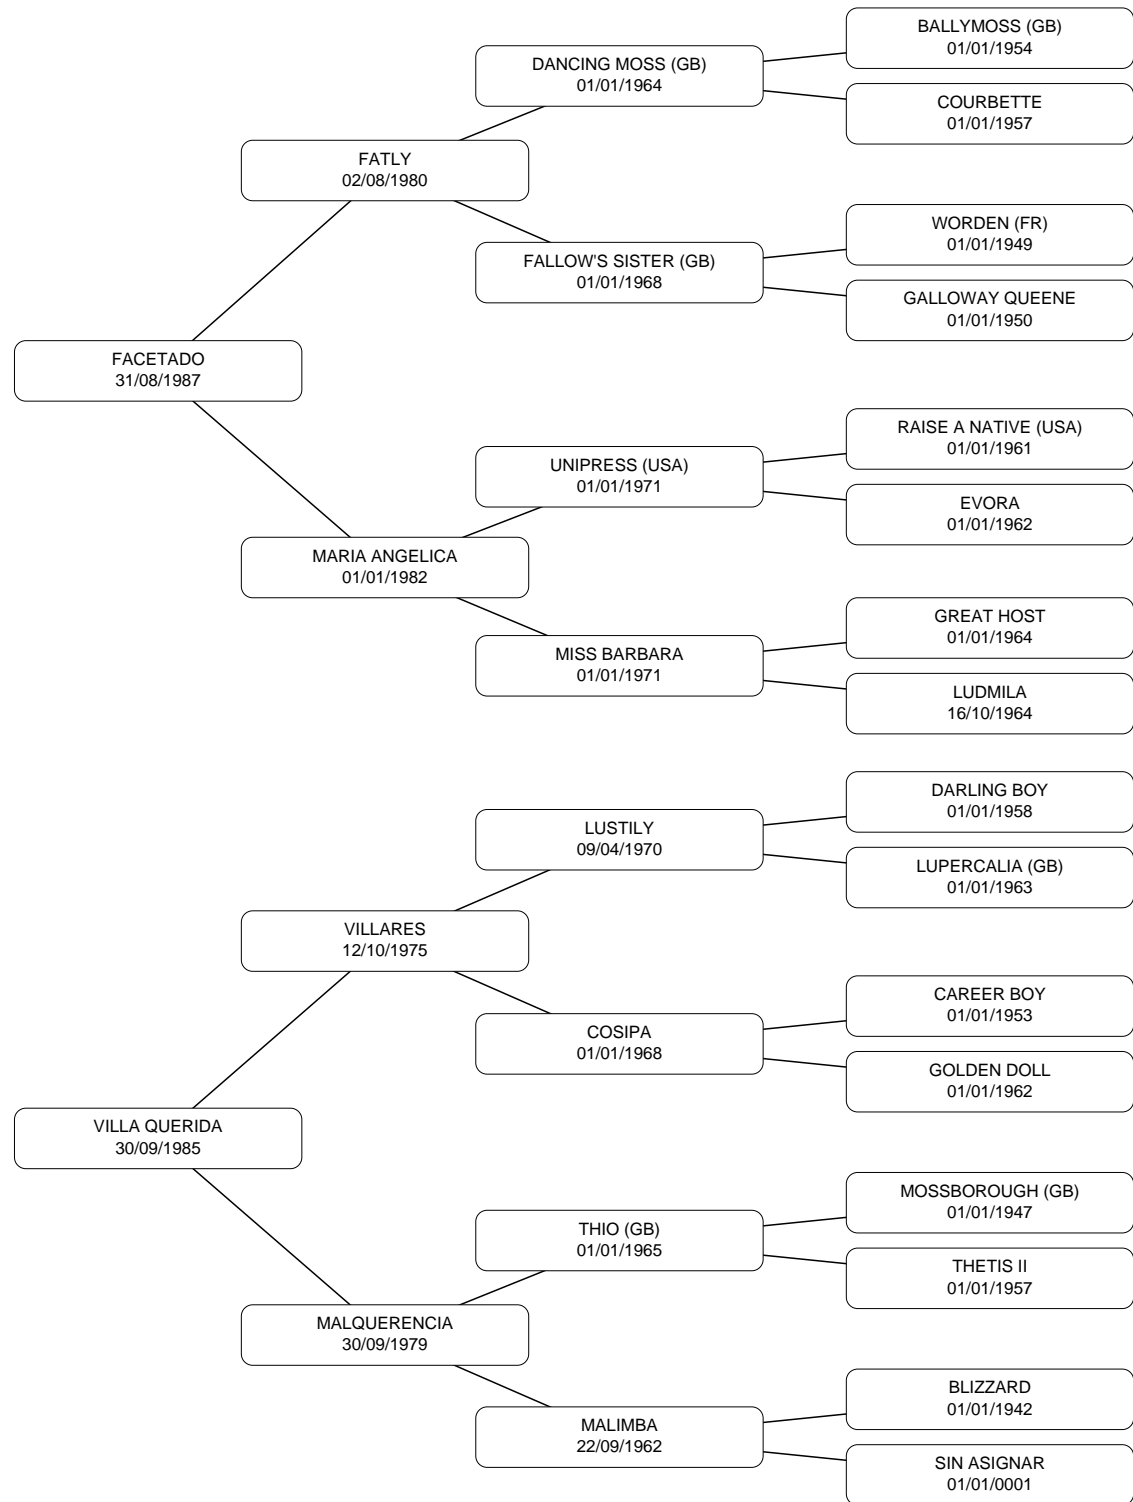 BALLYMOSS (GB)
01/01/1954
DANCING MOSS (GB)
01/01/1964
COURBETTE
01/01/1957
FATLY
02/08/1980
WORDEN (FR)
01/01/1949
FALLOW'S SISTER (GB)
01/01/1968
GALLOWAY QUEENE
01/01/1950
FACETADO
31/08/1987
RAISE A NATIVE (USA)
01/01/1961
UNIPRESS (USA)
01/01/1971
EVORA
01/01/1962
MARIA ANGELICA
01/01/1982
GREAT HOST
01/01/1964
MISS BARBARA
01/01/1971
LUDMILA
16/10/1964
DARLING BOY
01/01/1958
LUSTILY
09/04/1970
LUPERCALIA (GB)
01/01/1963
VILLARES
12/10/1975
CAREER BOY
01/01/1953
COSIPA
01/01/1968
GOLDEN DOLL
01/01/1962
VILLA QUERIDA
30/09/1985
MOSSBOROUGH (GB)
01/01/1947
THIO (GB)
01/01/1965
THETIS II
01/01/1957
MALQUERENCIA
30/09/1979
BLIZZARD
01/01/1942
MALIMBA
22/09/1962
SIN ASIGNAR
01/01/0001